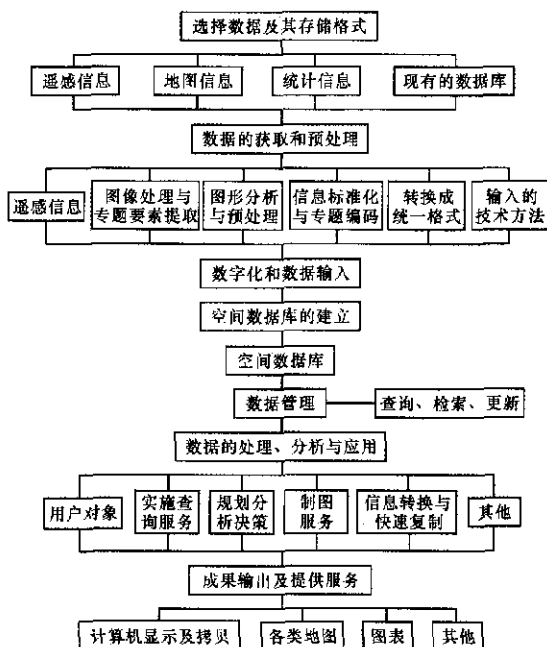 选择数据及其存储格式
遥感信息
地图信息
统计信息
现有的数据库
数据的获取和预处理
遥感信息
图像处理与
专题要素提取
图形分析
与预处理
信息标准化
与专题编码
转换成
统一格式
输入的
技术方法
数字化和数据输入
空间数据库的建立
空间数据库
数据管理
查询、检索、更新
数据的处理、分析与应用
用户对象
实施查
询服务
规划分
析决策
制图
服务
信息转换与
快速复制
其他
成果输出及提供服务
计算机显示及拷贝
各类地图
图表
其他